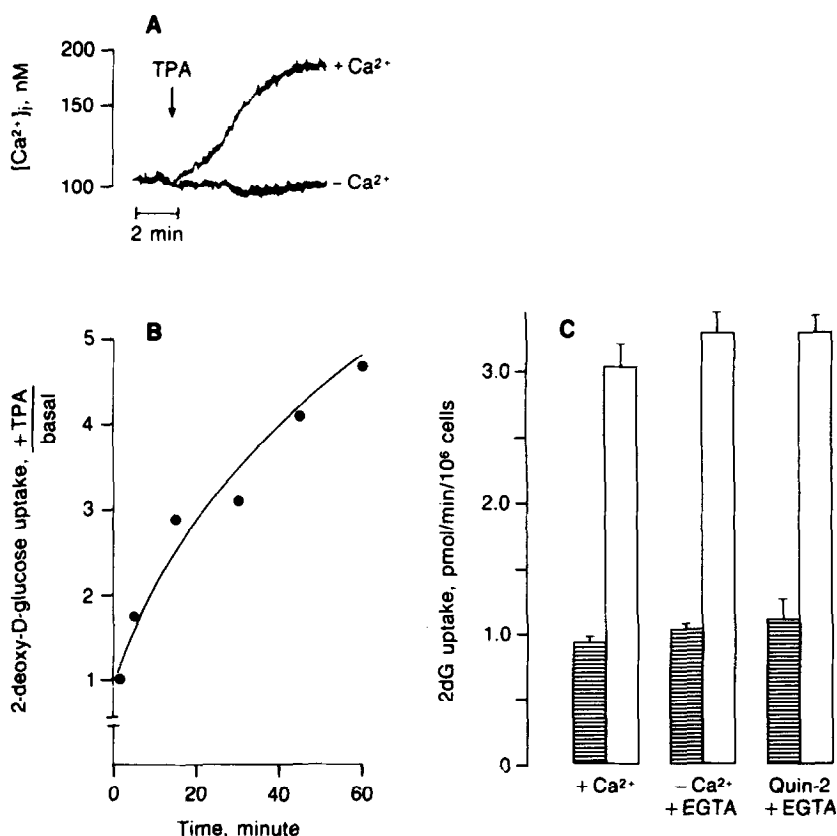 A
200
150
100
[Ca²⁺]ᵢ, nM
TPA
+ Ca²⁺
− Ca²⁺
2 min
B
5
4
3
2
1
2-deoxy-D-glucose uptake, + TPA / basal
0
20
40
60
Time, minute
C
3.0
2.0
1.0
0
2dG uptake, pmol/min/10⁶ cells
+ Ca²⁺
− Ca²⁺
+ EGTA
Quin-2
+ EGTA